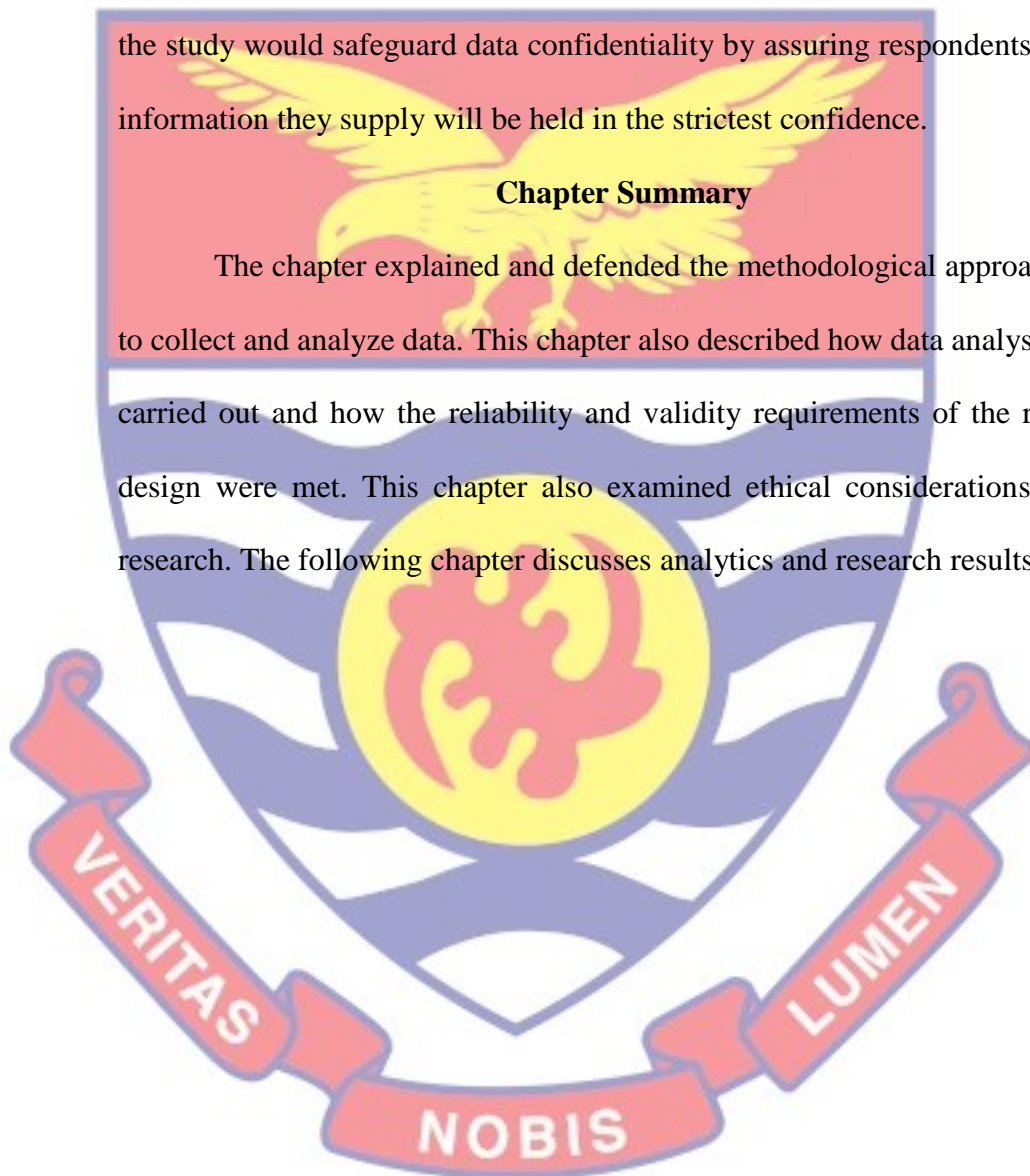 the study would safeguard data confidentiality by assuring respondents
information they supply will be held in the strictest confidence.
Chapter Summary
The chapter explained and defended the methodological approa
to collect and analyze data. This chapter also described how data analys
carried out and how the reliability and validity requirements of the r
design were met. This chapter also examined ethical considerations
research. The following chapter discusses analytics and research results
VERITAS
NOBIS
LUMEN